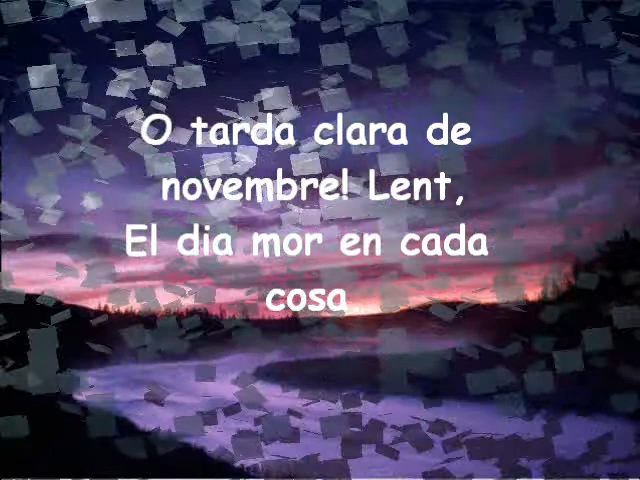 O tarda clara de
novembre! Lent,
El dia mor en cada
cosa